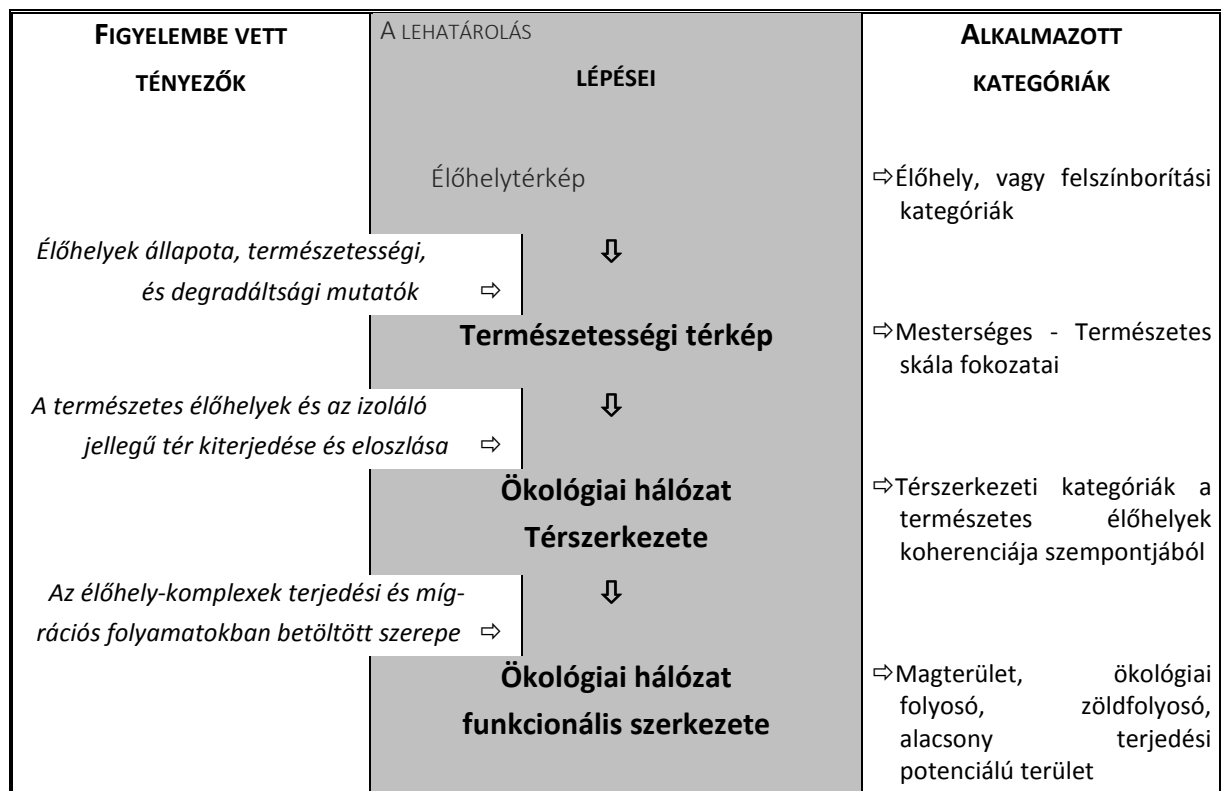 FIGYELEMBE VETT
TÉNYEZŐK
A LEHATÁROLÁS
LÉPÉSEI
ALKALMAZOTT
KATEGÓRIÁK
Élőhelytérkép
⇨Élőhely, vagy felszínborítási
kategóriák
Élőhelyek állapota, természetességi,
és degradáltsági mutatók ⇨
⇩
Természetességi térkép
⇨Mesterséges - Természetes
skála fokozatai
A természetes élőhelyek és az izoláló
jellegű tér kiterjedése és eloszlása ⇨
⇩
Ökológiai hálózat
Térszerkezete
⇨Térszerkezeti kategóriák a
természetes élőhelyek
koherenciája szempontjából
Az élőhely-komplexek terjedési és míg-
rációs folyamatokban betöltött szerepe ⇨
⇩
Ökológiai hálózat
funkcionális szerkezete
⇨Magterület, ökológiai
folyosó, zöldfolyosó,
alacsony terjedési
potenciálú terület